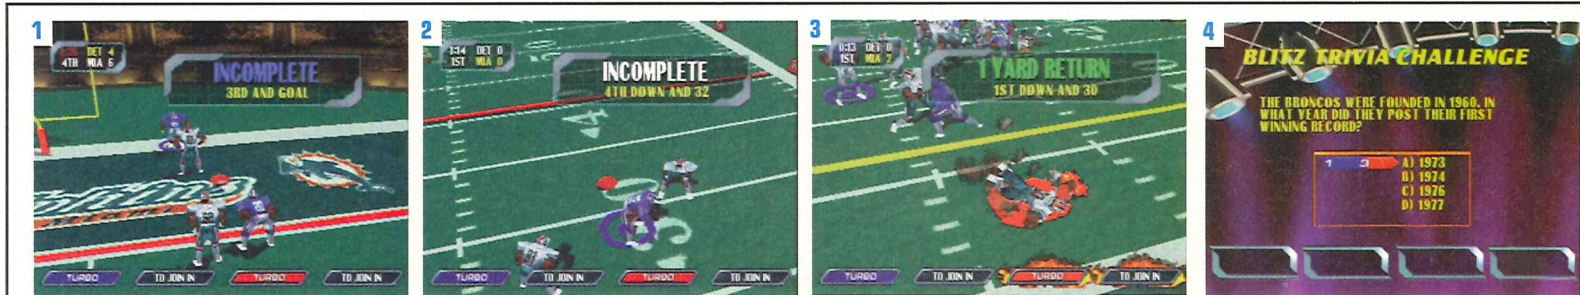 1
DET 4
4TH MIA 6
INCOMPLETE
3RD AND GOAL
TURBO
TO JOIN IN
TURBO
TO JOIN IN
2
1:14 DET 0
1ST MIA 0
INCOMPLETE
4TH DOWN AND 32
4
TURBO
TO JOIN IN
TURBO
TO JOIN IN
3
0:13 DET 0
1ST MIA 2
1 YARD RETURN
1ST DOWN AND 30
TURBO
TO JOIN IN
TURBO
TO JOIN IN
4
BLITZ TRIVIA CHALLENGE
THE BRONCOS WERE FOUNDED IN 1960. IN
WHAT YEAR DID THEY POST THEIR FIRST
WINNING RECORD?
1 3 A) 1973
B) 1974
C) 1976
D) 1977